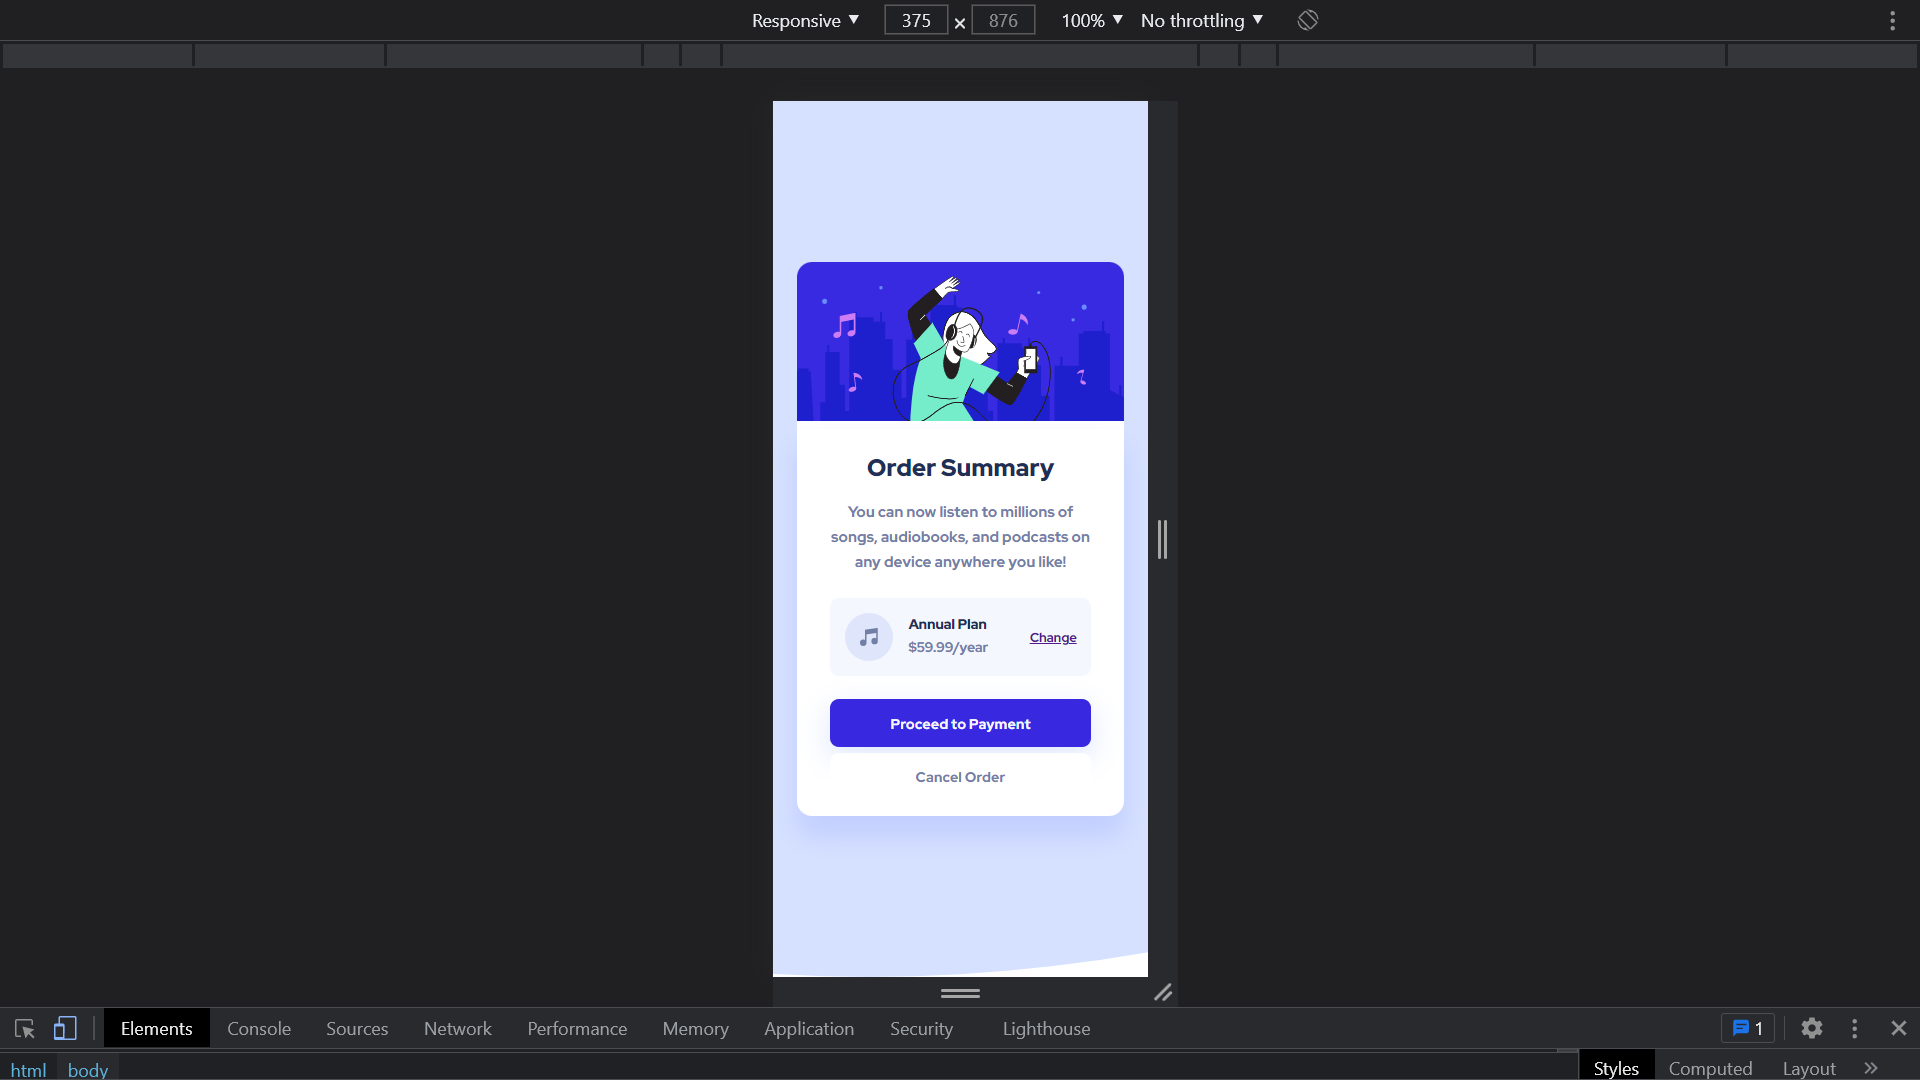 Responsive ▼ 375 × 876 100% ▼ No throttling ▼
Order Summary
You can now listen to millions of
songs, audiobooks, and podcasts on
any device anywhere you like!
Annual Plan
$59.99/year
Change
Proceed to Payment
Cancel Order
Elements Console Sources Network Performance Memory Application Security Lighthouse 1
html body Styles Computed Layout